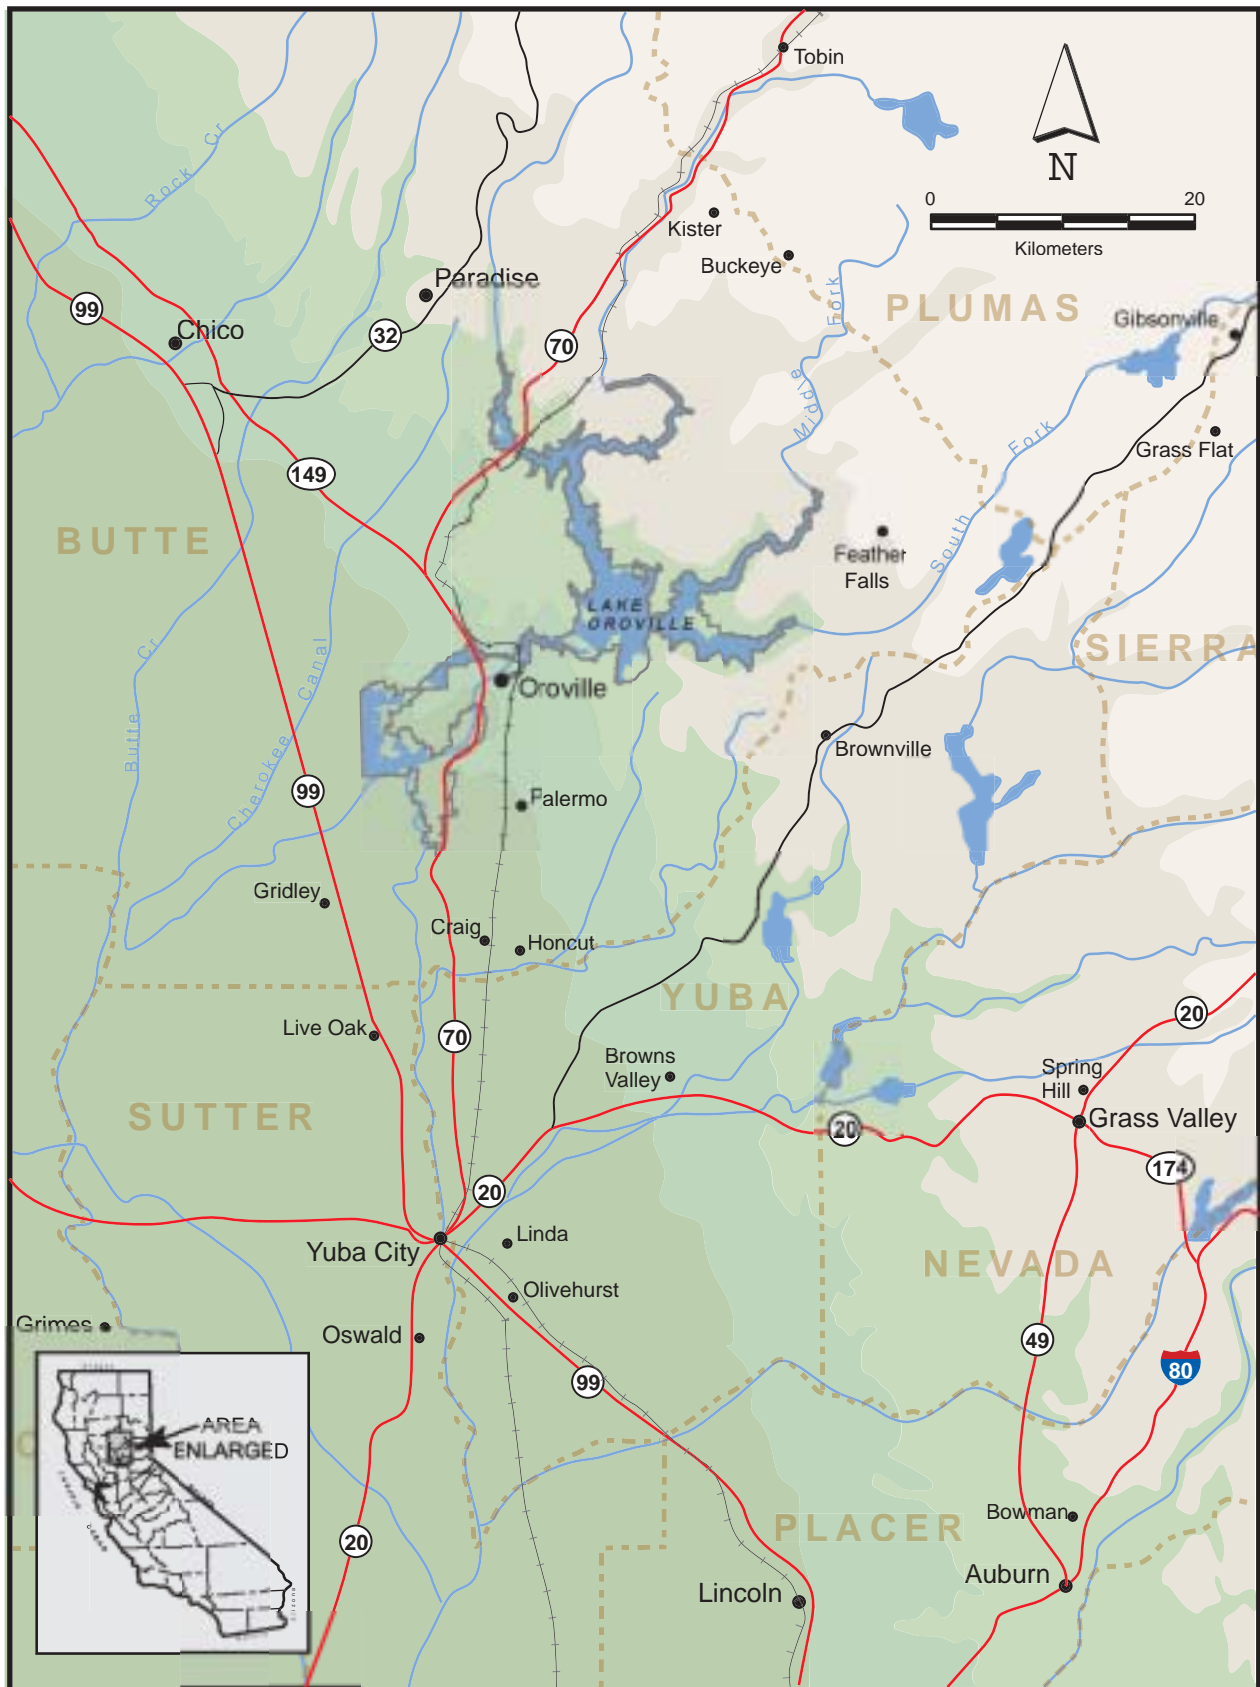 Tobin
N
0 20
Kilometers
Rock Cr
Kister
Buckeye
Paradise
PLUMAS
99
Chico
32
70
Middle Fork
Gibsonville
South Fork
Grass Flat
149
BUTTE
Feather
Falls
LAKE
OROVILLE
SIERRA
Butte Cr
Cherokee Canal
Oroville
Brownville
99
Palermo
Gridley
Craig
Honcut
YUBA
20
Live Oak
70
Browns
Valley
Spring
Hill
SUTTER
20
Grass Valley
174
20
Linda
Yuba City
NEVADA
Olivehurst
Grimes
Oswald
49
80
99
AREA
ENLARGED
Bowman
PLACER
20
Auburn
Lincoln